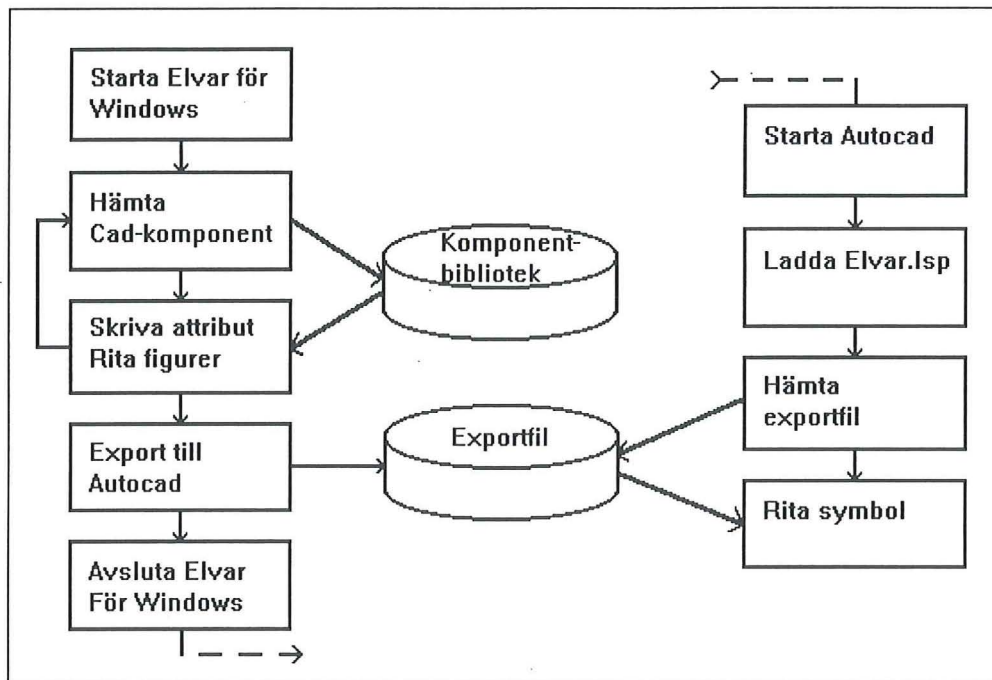 Starta Elvar för
Windows
Hämta
Cad-komponent
Skriva attribut
Rita figurer
Export till
Autocad
Avsluta Elvar
För Windows
Komponent-
bibliotek
Exportfil
Starta Autocad
Ladda Elvar.lsp
Hämta
exportfil
Rita symbol